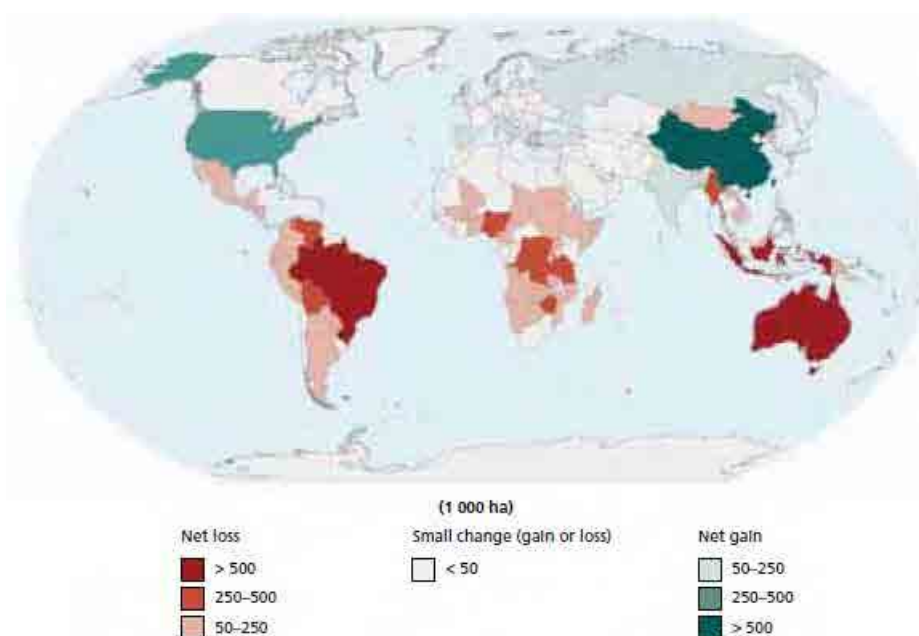 (1 000 ha)
Net loss
> 500
250–500
50–250
Small change (gain or loss)
< 50
Net gain
50–250
250–500
> 500